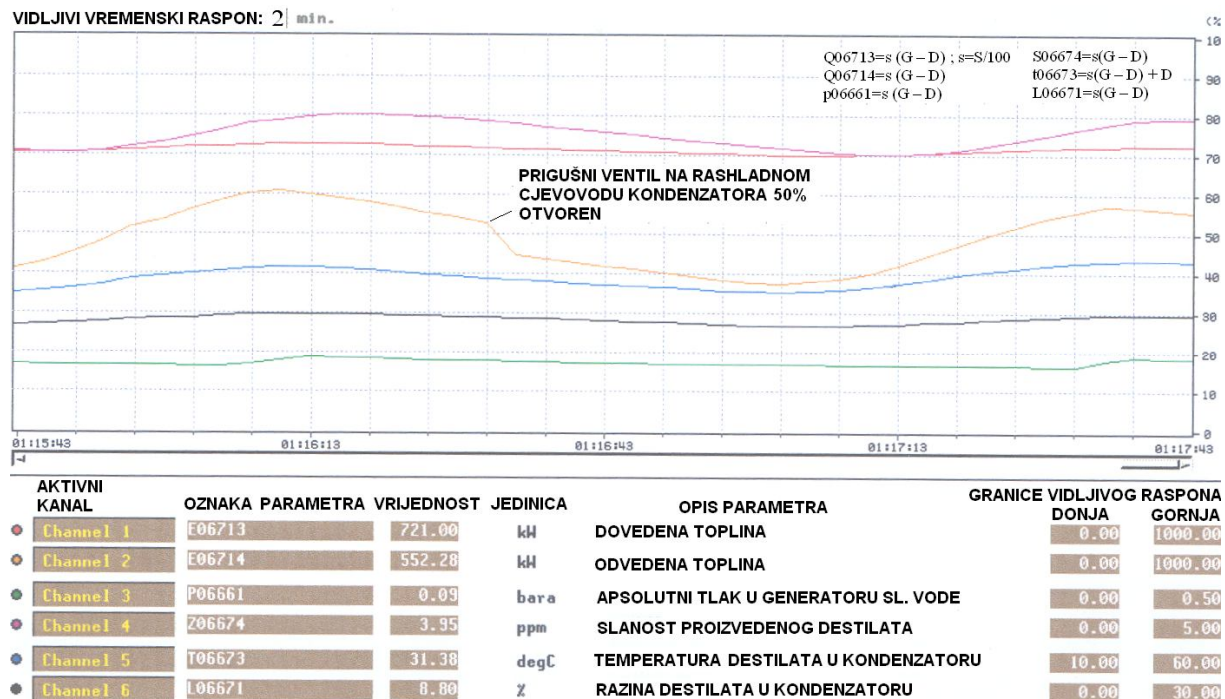 VIDLJIVI VREMENSKI RASPON: 2 min.
(%
Q06713=s (G – D) ; s=S/100 S06674=s(G – D)
Q06714=s (G – D) t06673=s(G – D) + D
p06661=s (G – D) L06671=s(G – D)
100
90
80
70
60
50
40
30
20
10
0
PRIGUŠNI VENTIL NA RASHLADNOM
CJEVOVODU KONDENZATORA 50%
OTVOREN
01:15:43 01:16:13 01:16:43 01:17:13 01:17:43
AKTIVNI
KANAL OZNAKA PARAMETRA VRIJEDNOST JEDINICA OPIS PARAMETRA GRANICE VIDLJIVOG RASPONA
DONJA GORNJA
Channel 1 E06713 721.00 kW DOVEDENA TOPLINA 0.00 1000.00
Channel 2 E06714 552.28 kW ODVEDENA TOPLINA 0.00 1000.00
Channel 3 P06661 0.09 bara APSOLUTNI TLAK U GENERATORU SL. VODE 0.00 0.50
Channel 4 Z06674 3.95 ppm SLANOST PROIZVEDENOG DESTILATA 0.00 5.00
Channel 5 T06673 31.38 degC TEMPERATURA DESTILATA U KONDENZATORU 10.00 60.00
Channel 6 L06671 8.80 % RAZINA DESTILATA U KONDENZATORU 0.00 30.00